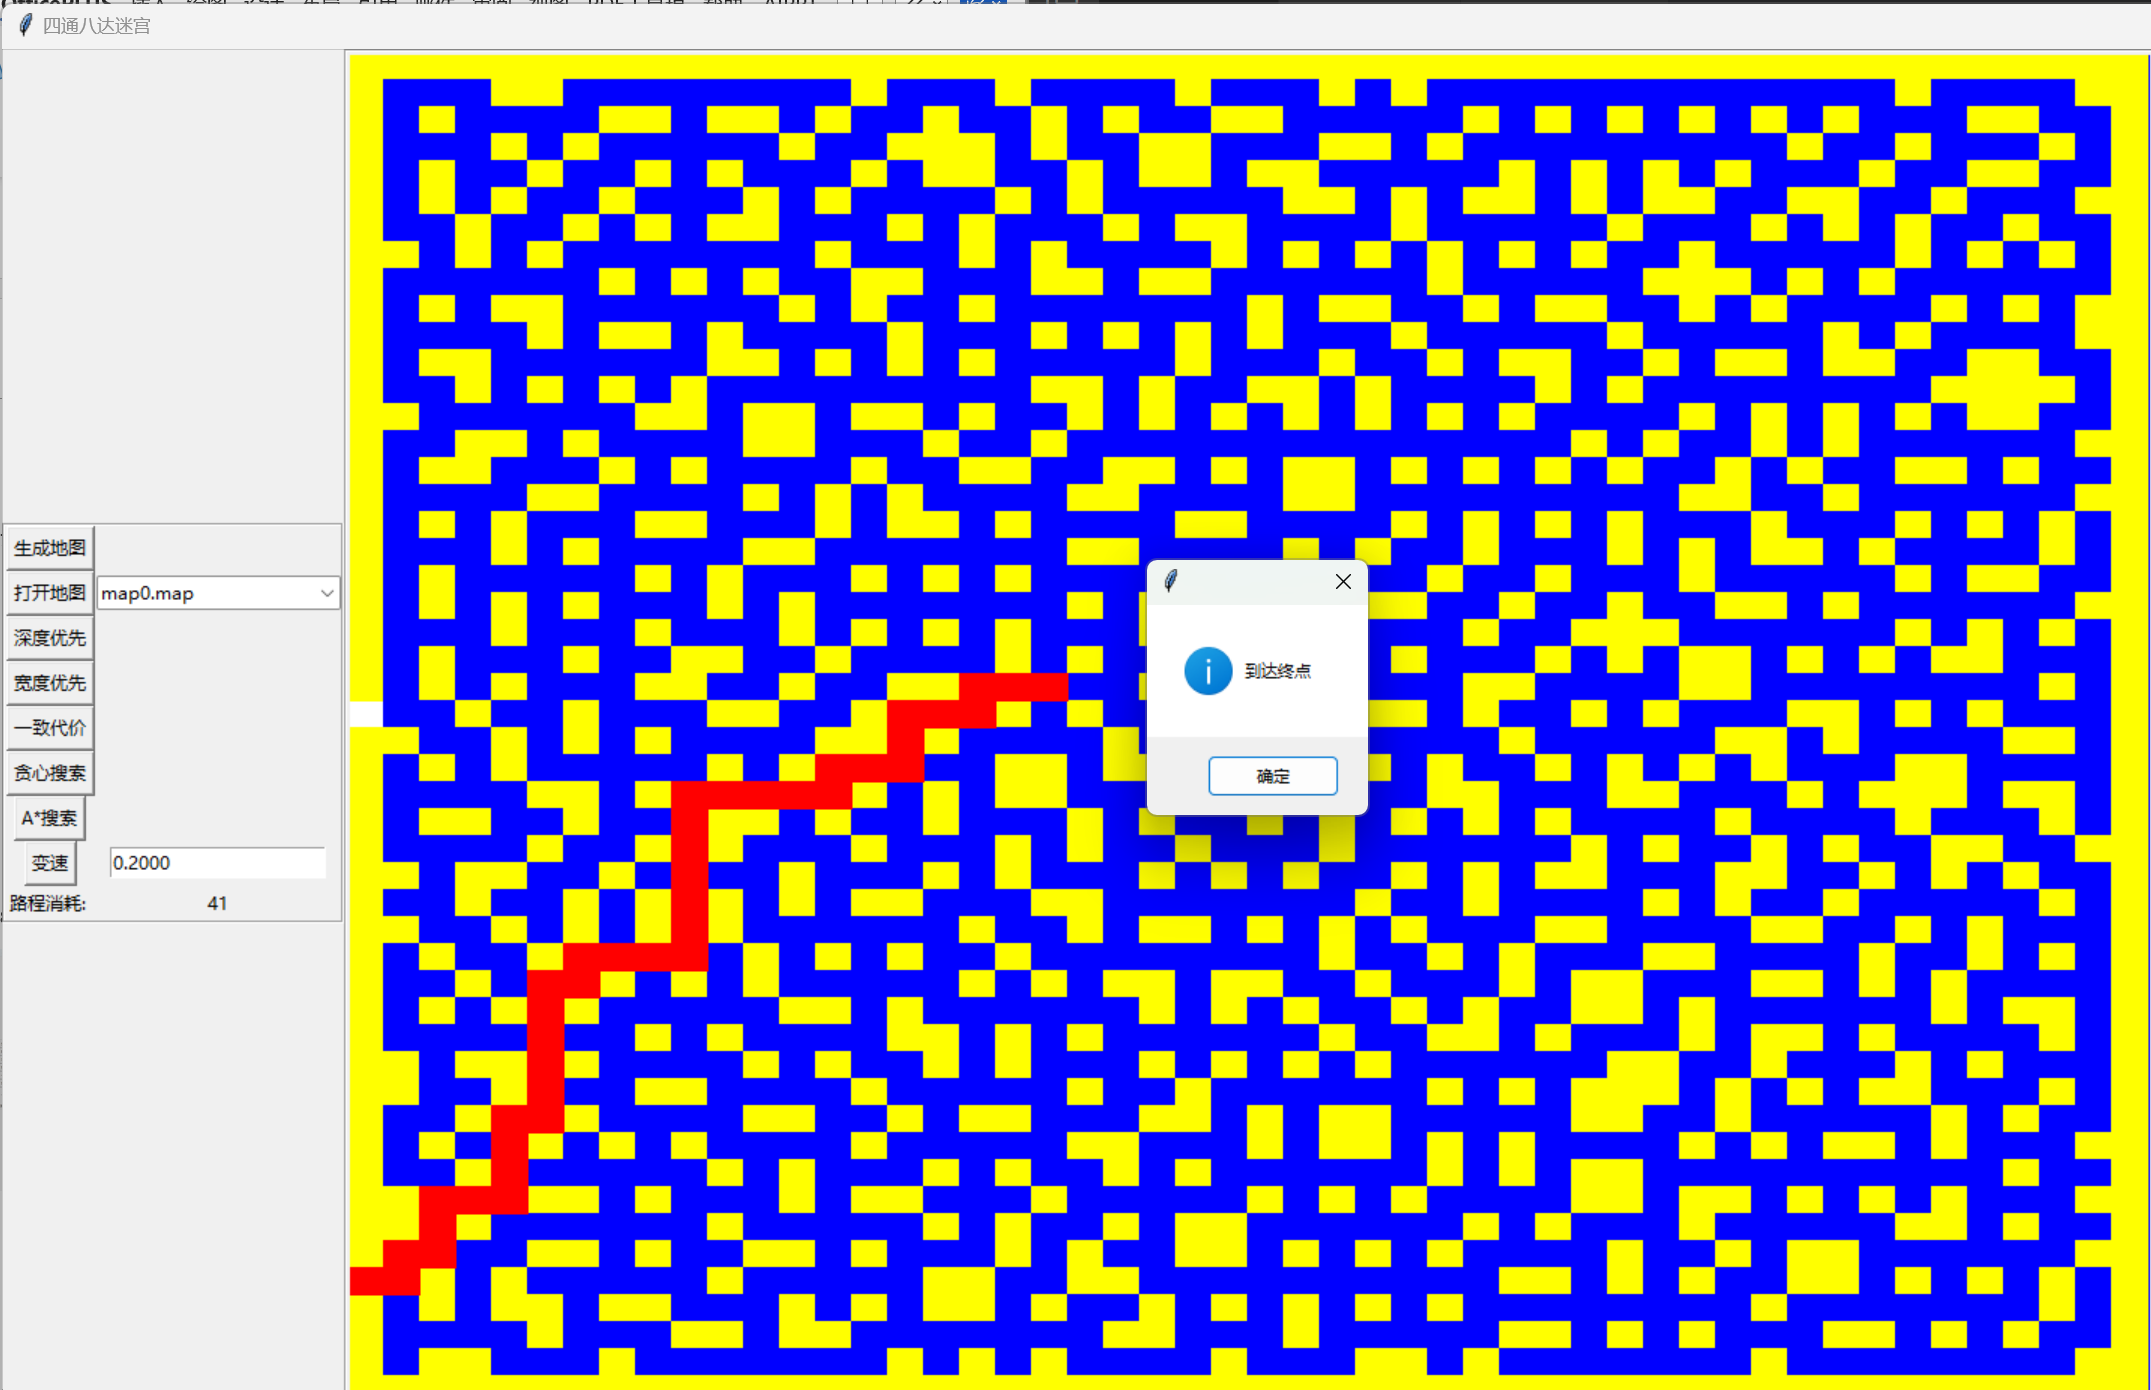 四通八达迷宫
生成地图
打开地图 map0.map
深度优先
宽度优先
一致代价
贪心搜索
A*搜索
变速 0.2000
路程消耗: 41
到达终点
确定